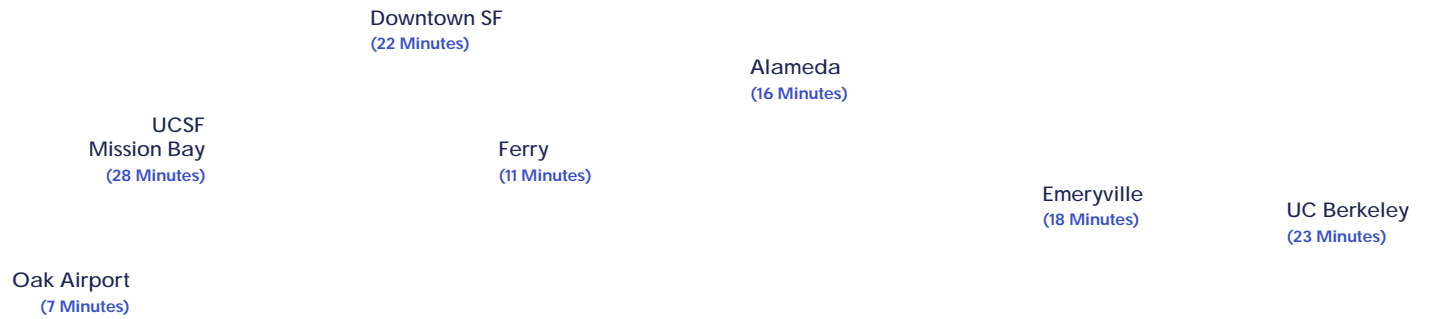 Downtown SF
(22 Minutes)
Alameda
(16 Minutes)
UCSF
Mission Bay
(28 Minutes)
Ferry
(11 Minutes)
Emeryville
(18 Minutes)
UC Berkeley
(23 Minutes)
Oak Airport
(7 Minutes)